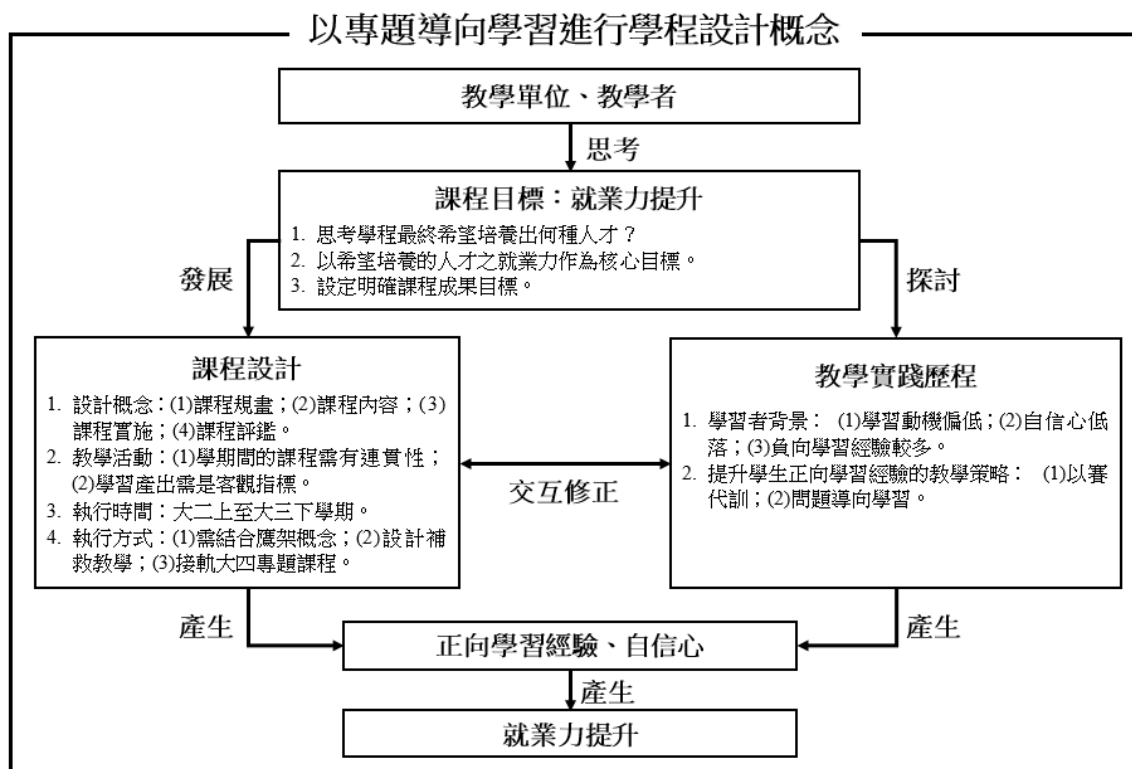 以專題導向學習進行學程設計概念
教學單位、教學者
思考
課程目標：就業力提升
1. 思考學程最終希望培養出何種人才？
2. 以希望培養的人才之就業力作為核心目標。
3. 設定明確課程成果目標。
發展
探討
課程設計
1. 設計概念：(1)課程規畫；(2)課程內容；(3)
課程實施；(4)課程評鑑。
2. 教學活動：(1)學期間的課程需有連貫性；
(2)學習產出需是客觀指標。
3. 執行時間：大二上至大三下學期。
4. 執行方式：(1)需結合鷹架概念；(2)設計補
救教學；(3)接軌大四專題課程。
交互修正
教學實踐歷程
1. 學習者背景： (1)學習動機偏低；(2)自信心低
落；(3)負向學習經驗較多。
2. 提升學生正向學習經驗的教學策略： (1)以賽
代訓；(2)問題導向學習。
產生
產生
正向學習經驗、自信心
產生
就業力提升